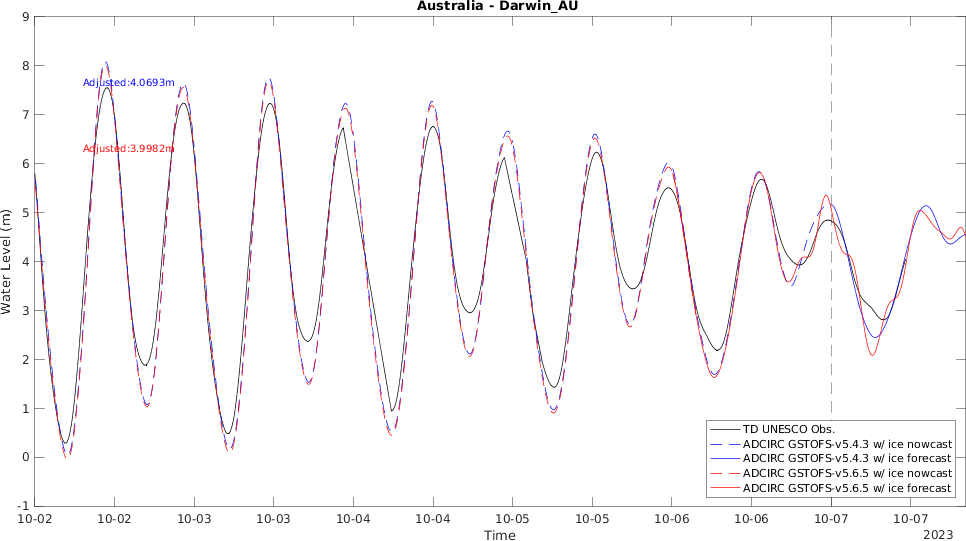 Australia - Darwin_AU
9
8
7
6
5
4
3
2
1
0
-1
Water Level (m)
Adjusted:4.0693m
Adjusted:3.9982m
TD UNESCO Obs.
ADCIRC GSTOFS-v5.4.3 w/ ice nowcast
ADCIRC GSTOFS-v5.4.3 w/ ice forecast
ADCIRC GSTOFS-v5.6.5 w/ ice nowcast
ADCIRC GSTOFS-v5.6.5 w/ ice forecast
10-02 10-02 10-03 10-03 10-04 10-04 10-05 10-05 10-06 10-06 10-07 10-07
Time
2023